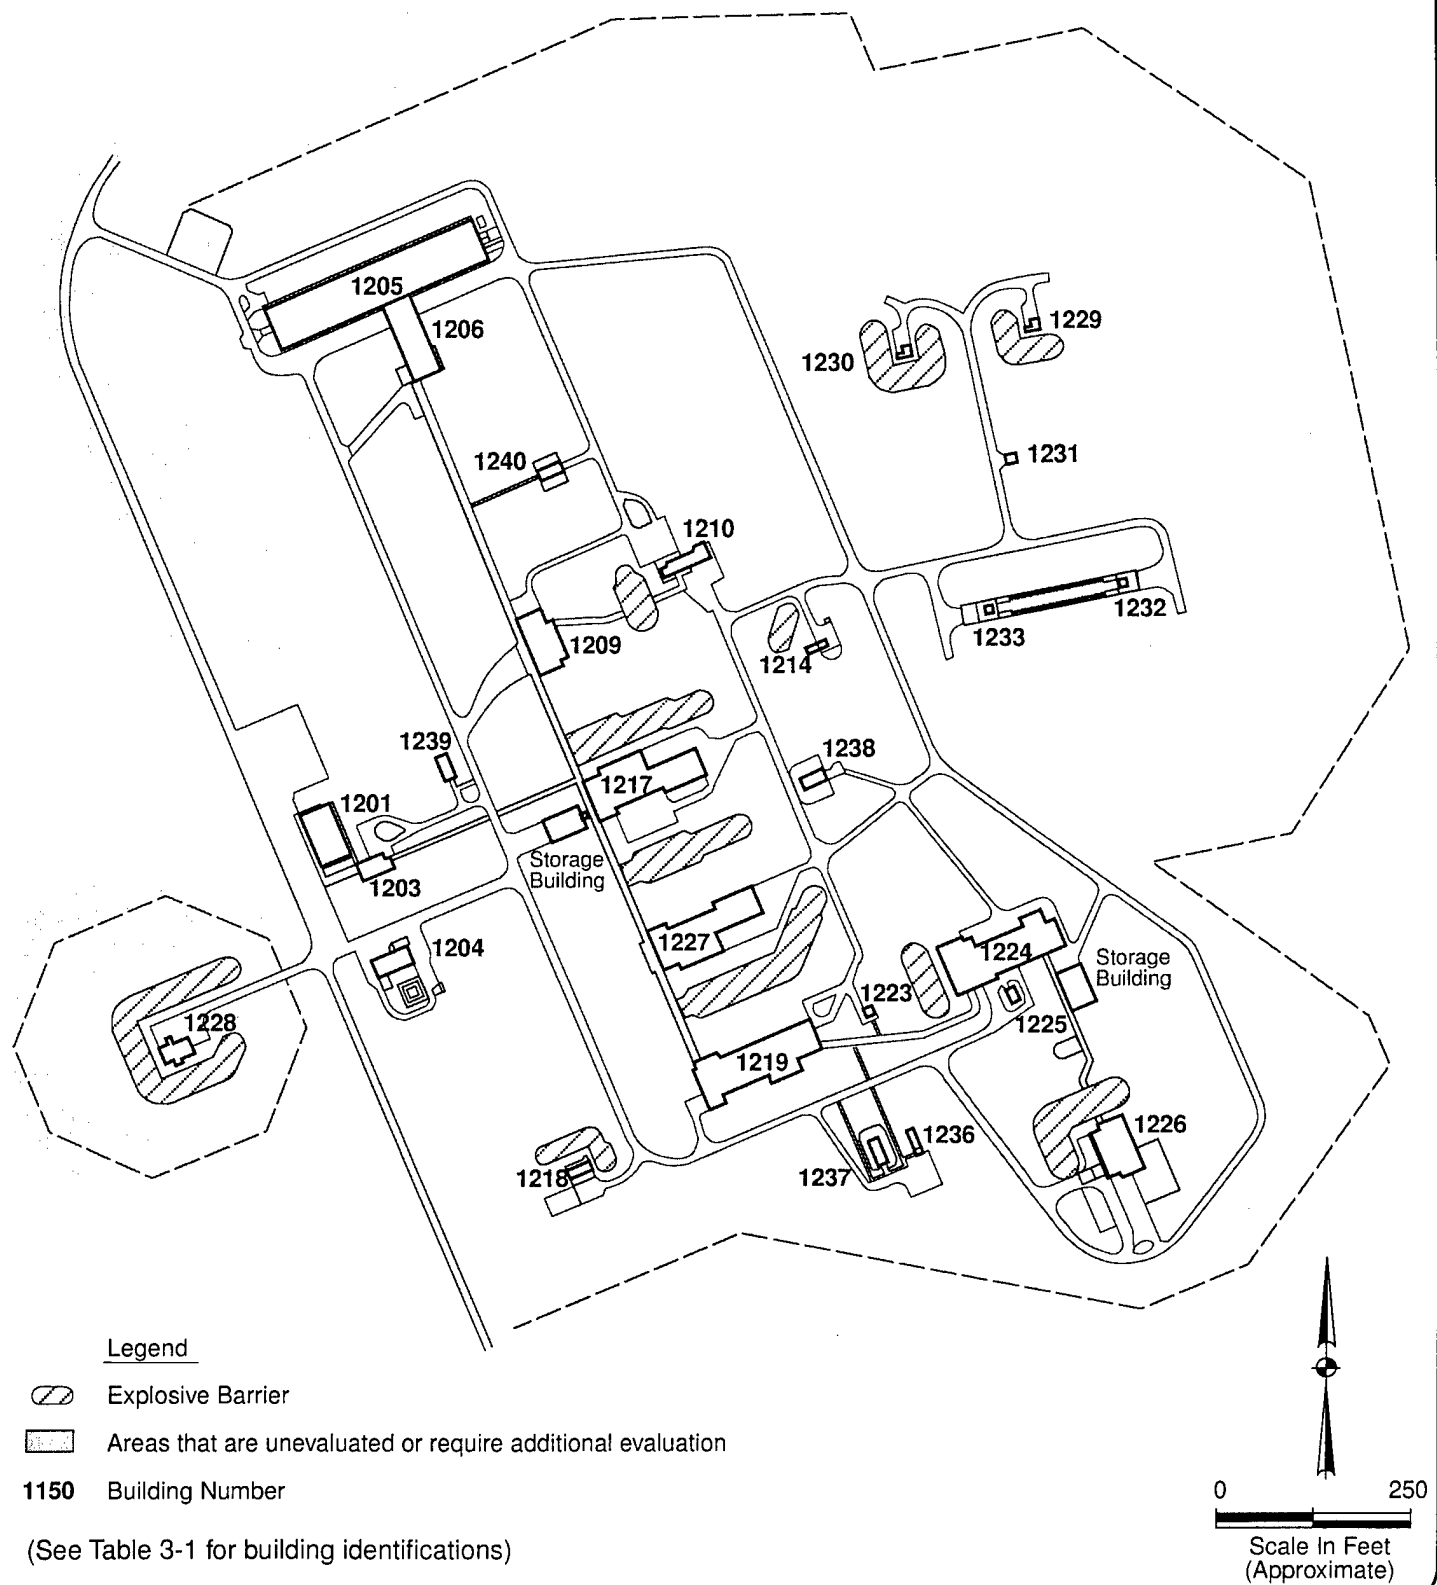 1205
1206
1229
1230
1240
1231
1210
1232
1233
1209
1214
1239
1238
1217
1201
Storage
Building
1203
1227
1204
1224
Storage
Building
1223
1225
1228
1219
1226
1236
1218
1237
Legend
Explosive Barrier
Areas that are unevaluated or require additional evaluation
1150 Building Number
(See Table 3-1 for building identifications)
0 250
Scale In Feet
(Approximate)